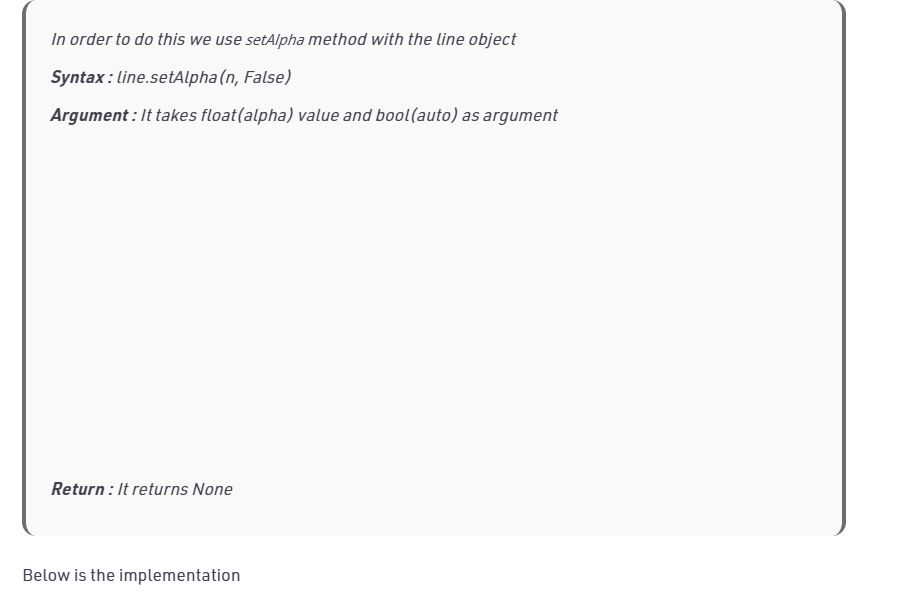 In order to do this we use setAlpha method with the line object
Syntax : line.setAlpha(n, False)
Argument : It takes float(alpha) value and bool(auto) as argument
Return : It returns None
Below is the implementation